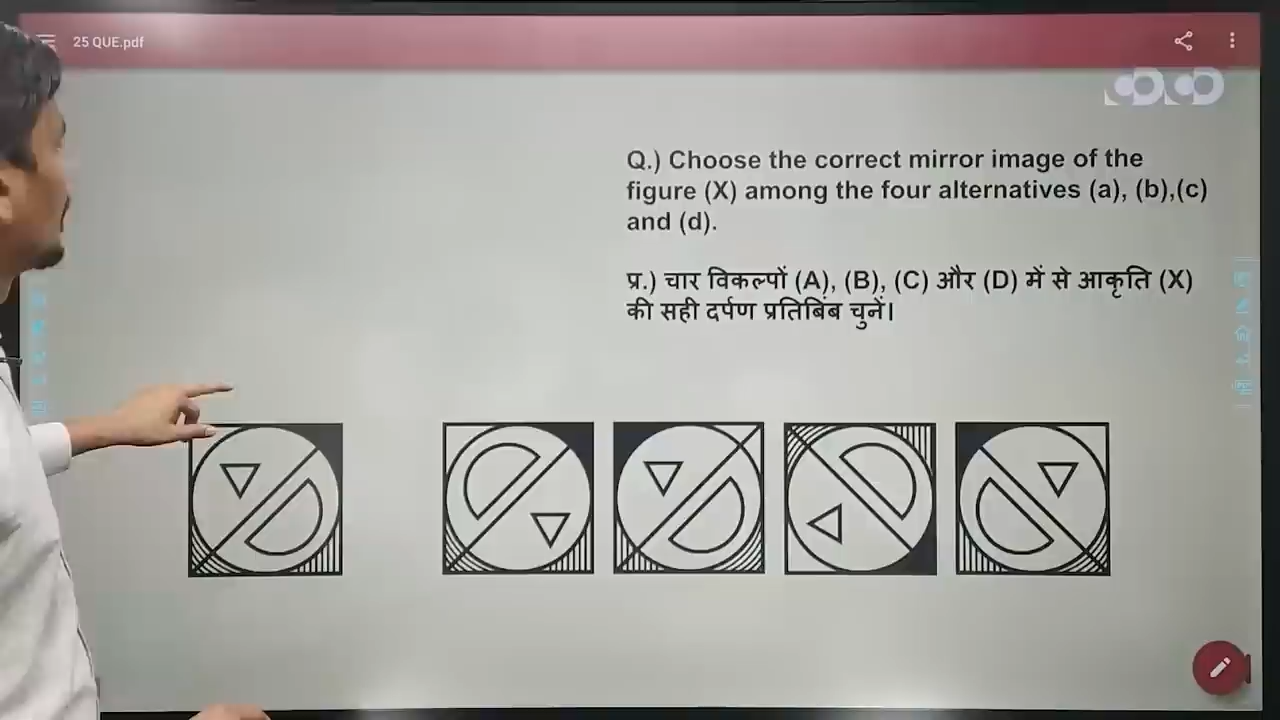 25 QUE.pdf
Q.) Choose the correct mirror image of the
figure (X) among the four alternatives (a), (b),(c)
and (d).
प्र.) चार विकल्पों (A), (B), (C) और (D) में से आकृति (X)
की सही दर्पण प्रतिबिंब चुनें।